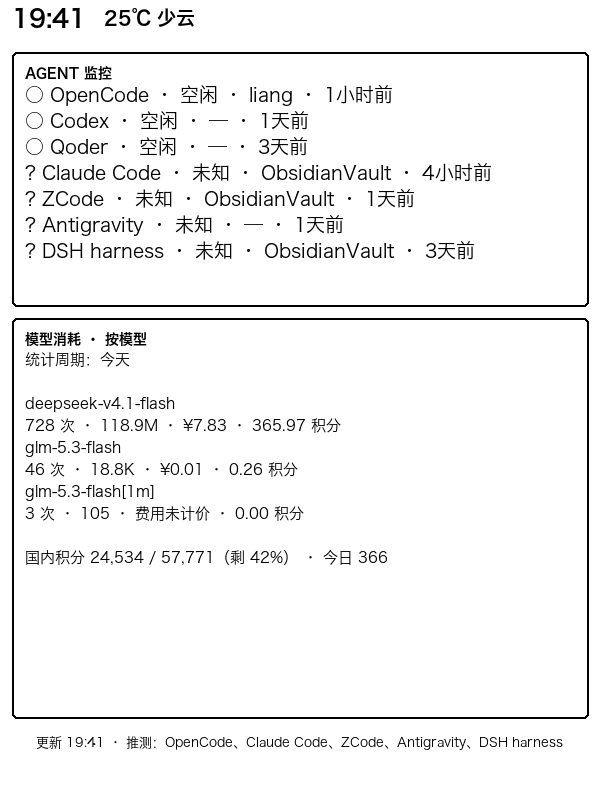 19:41 25℃ 少云
AGENT 监控
○ OpenCode · 空闲 · liang · 1小时前
○ Codex · 空闲 · — · 1天前
○ Qoder · 空闲 · — · 3天前
? Claude Code · 未知 · ObsidianVault · 4小时前
? ZCode · 未知 · ObsidianVault · 1天前
? Antigravity · 未知 · — · 1天前
? DSH harness · 未知 · ObsidianVault · 3天前
模型消耗 · 按模型
统计周期：今天
deepseek-v4.1-flash
728 次 · 118.9M · ¥7.83 · 365.97 积分
glm-5.3-flash
46 次 · 18.8K · ¥0.01 · 0.26 积分
glm-5.3-flash[1m]
3 次 · 105 · 费用未计价 · 0.00 积分
国内积分 24,534 / 57,771（剩 42%） · 今日 366
更新 19:41 · 推测：OpenCode、Claude Code、ZCode、Antigravity、DSH harness